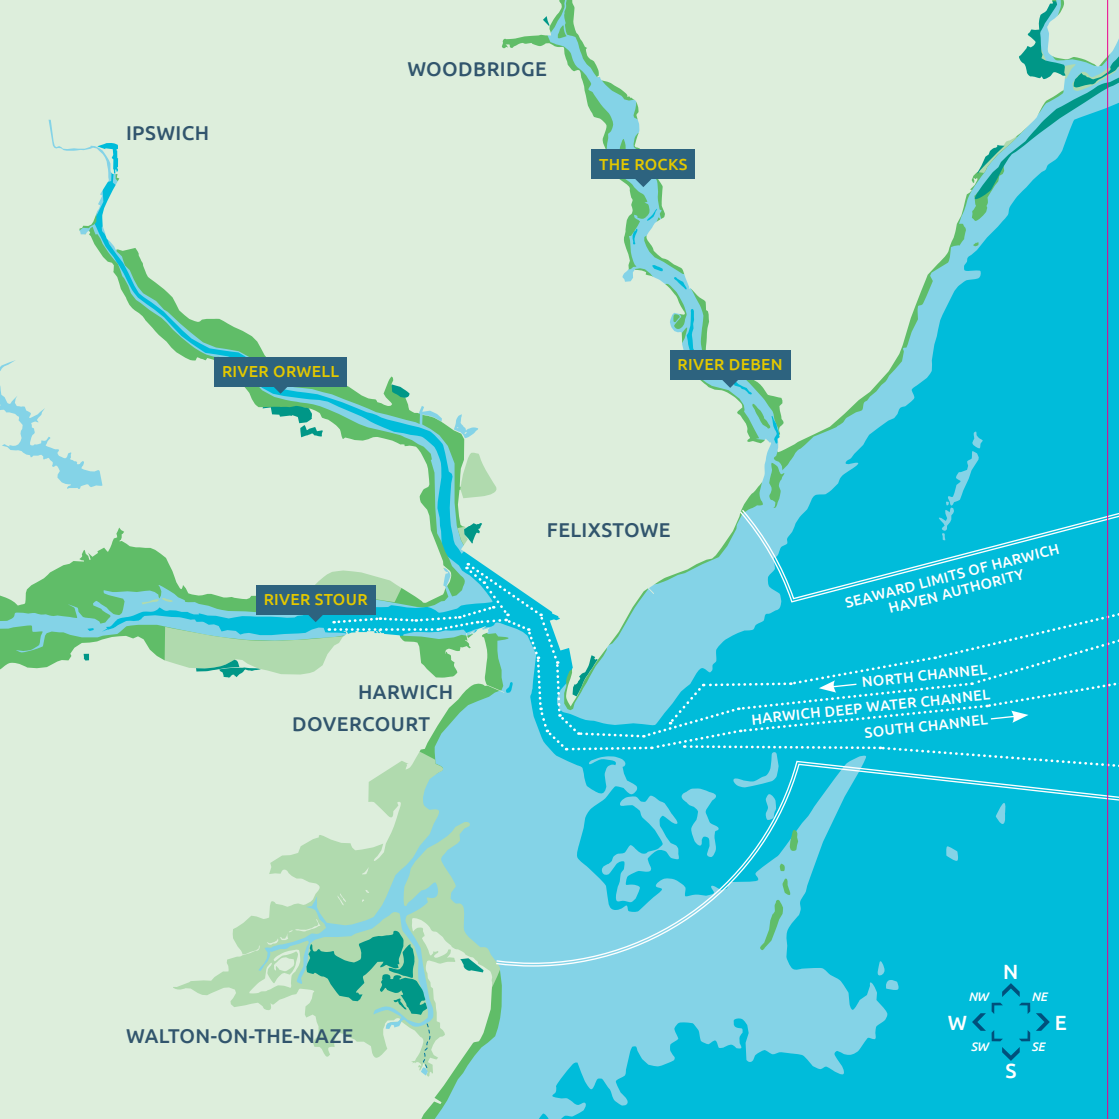 WOODBRIDGE
IPSWICH
THE ROCKS
RIVER DEBEN
RIVER ORWELL
FELIXSTOWE
SEAWARD LIMITS OF HARWICH
HAVEN AUTHORITY
RIVER STOUR
NORTH CHANNEL
HARWICH
HARWICH DEEP WATER CHANNEL
DOVERCOURT
SOUTH CHANNEL
N
NW NE
W E
SW SE
S
WALTON-ON-THE-NAZE